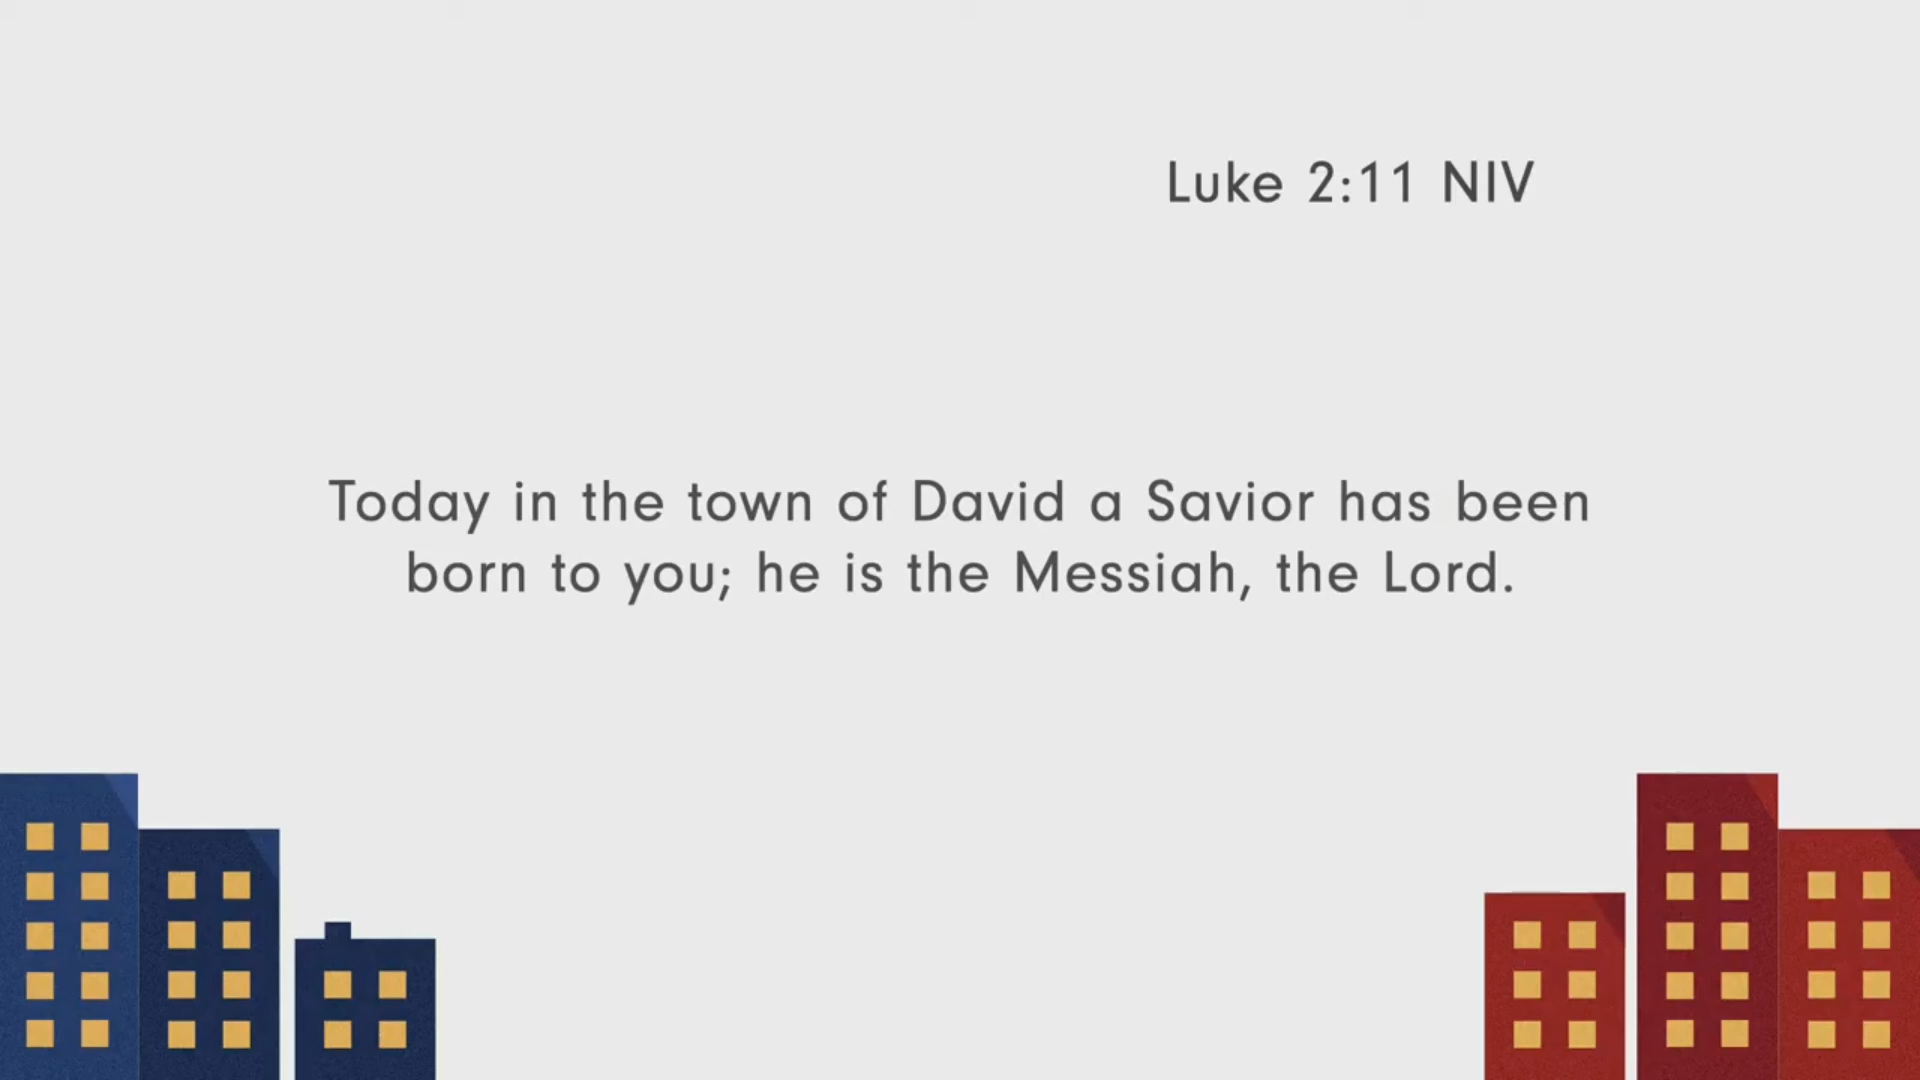 Luke 2:11 NIV
Today in the town of David a Savior has been
born to you; he is the Messiah, the Lord.